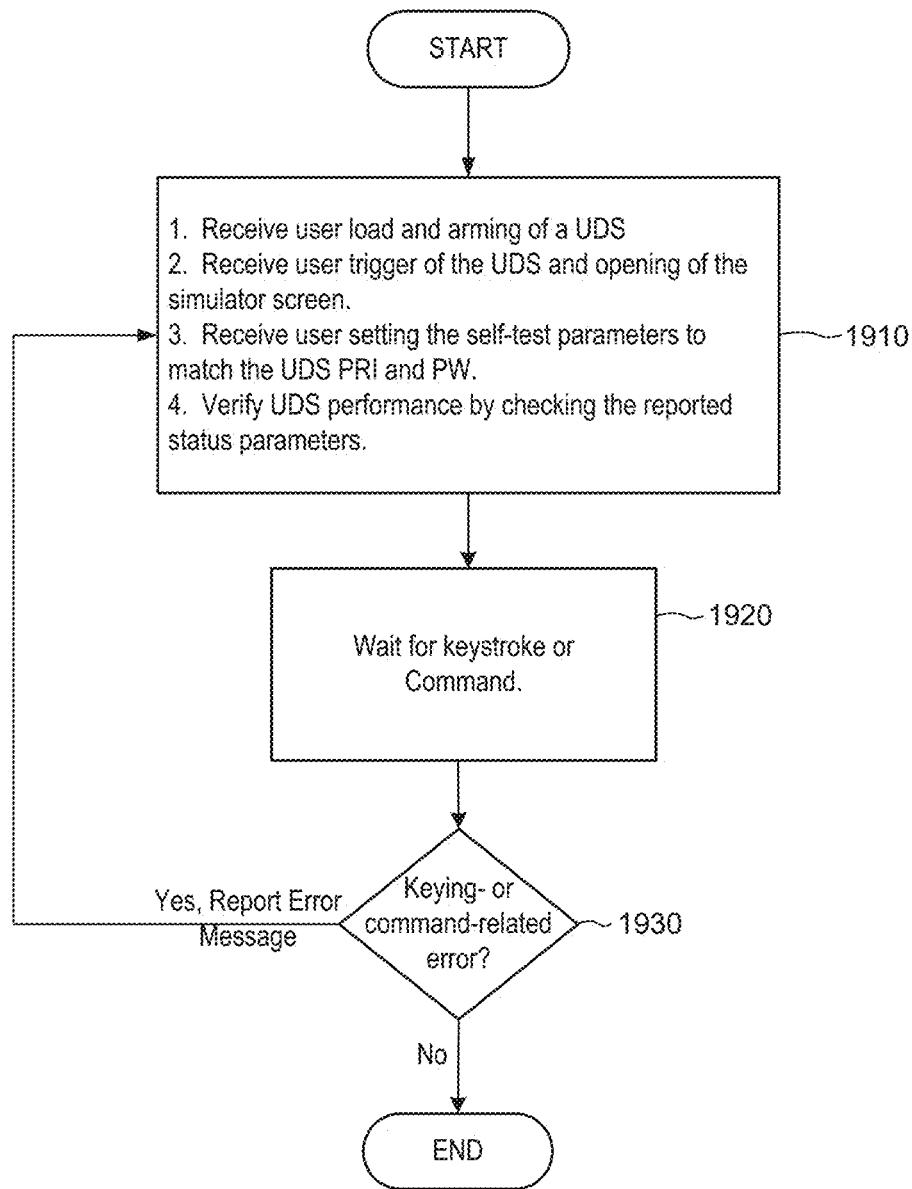 START
1. Receive user load and arming of a UDS
2. Receive user trigger of the UDS and opening of the
simulator screen.
3. Receive user setting the self-test parameters to
match the UDS PRI and PW.
4. Verify UDS performance by checking the reported
status parameters.
1910
Wait for keystroke or
Command.
1920
Yes, Report Error
Message
Keying- or
command-related
error?
1930
No
END